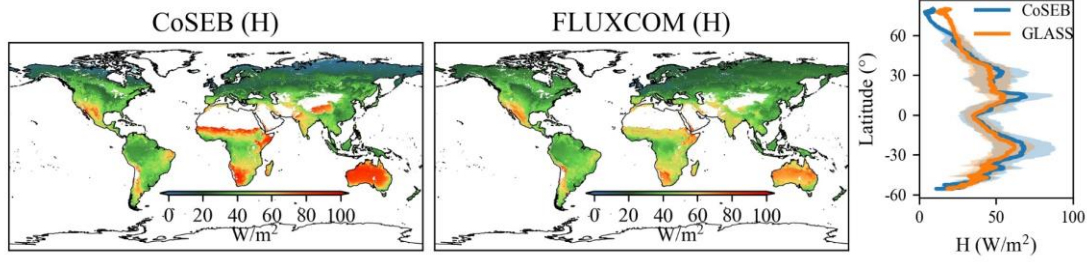 CoSEB (H)
FLUXCOM (H)
0 20 40 60 80 100
W/m²
0 20 40 60 80 100
W/m²
CoSEB
GLASS
Latitude (°)
60
30
0
-30
-60
0 50 100
H (W/m²)